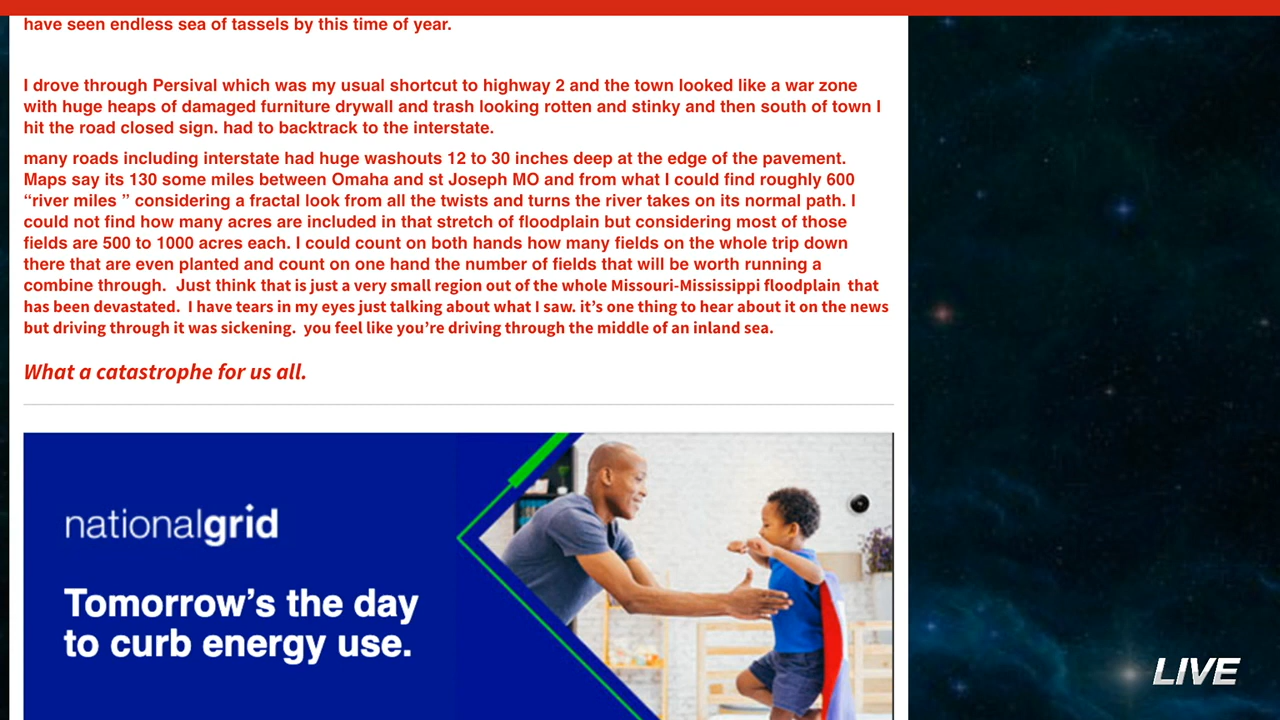 have seen endless sea of tassels by this time of year.
I drove through Persival which was my usual shortcut to highway 2 and the town looked like a war zone
with huge heaps of damaged furniture drywall and trash looking rotten and stinky and then south of town I
hit the road closed sign. had to backtrack to the interstate.
many roads including interstate had huge washouts 12 to 30 inches deep at the edge of the pavement.
Maps say its 130 some miles between Omaha and st Joseph MO and from what I could find roughly 600
“river miles ” considering a fractal look from all the twists and turns the river takes on its normal path. I
could not find how many acres are included in that stretch of floodplain but considering most of those
fields are 500 to 1000 acres each. I could count on both hands how many fields on the whole trip down
there that are even planted and count on one hand the number of fields that will be worth running a
combine through.  Just think that is just a very small region out of the whole Missouri-Mississippi floodplain  that
has been devastated.  I have tears in my eyes just talking about what I saw. it’s one thing to hear about it on the news
but driving through it was sickening.  you feel like you’re driving through the middle of an inland sea.
What a catastrophe for us all.
nationalgrid
Tomorrow’s the day
to curb energy use.
LIVE